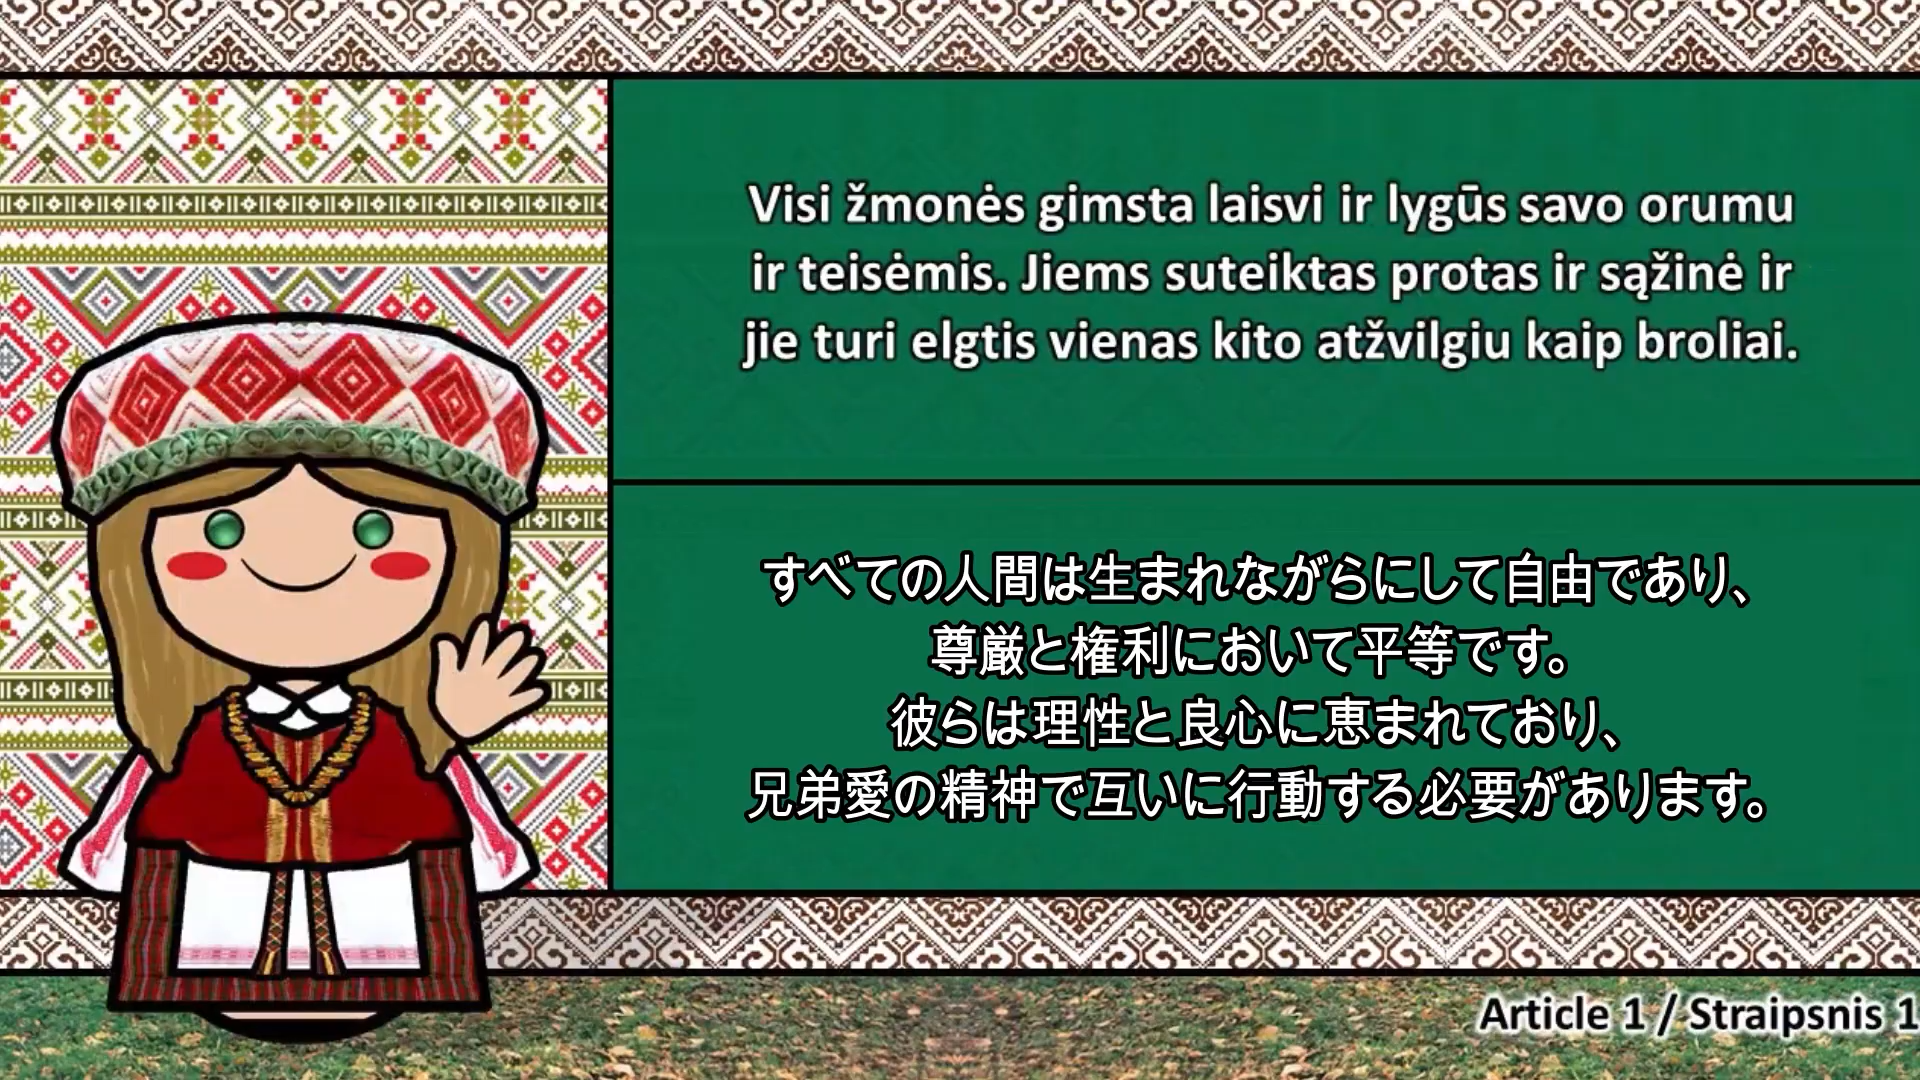 Visi žmonės gimsta laisvi ir lygūs savo orumu
ir teisėmis. Jiems suteiktas protas ir sąžinė ir
jie turi elgtis vienas kito atžvilgiu kaip broliai.
すべての人間は生まれながらにして自由であり、
尊厳と権利において平等です。
彼らは理性と良心に恵まれており、
兄弟愛の精神で互いに行動する必要があります。
Article 1 / Straipsnis 1